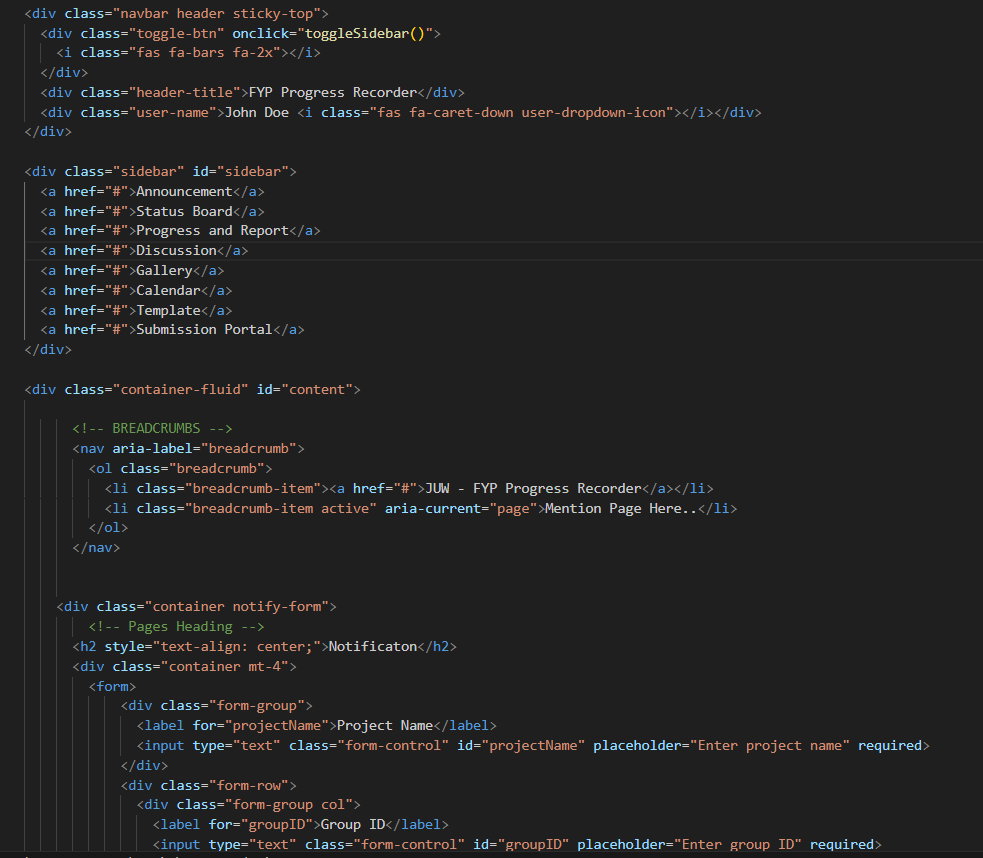 <div class="navbar header sticky-top">
<div class="toggle-btn" onclick="toggleSidebar()">
<i class="fas fa-bars fa-2x"></i>
</div>
<div class="header-title">FYP Progress Recorder</div>
<div class="user-name">John Doe <i class="fas fa-caret-down user-dropdown-icon"></i></div>
</div>
<div class="sidebar" id="sidebar">
<a href="#">Announcement</a>
<a href="#">Status Board</a>
<a href="#">Progress and Report</a>
<a href="#">Discussion</a>
<a href="#">Gallery</a>
<a href="#">Calendar</a>
<a href="#">Template</a>
<a href="#">Submission Portal</a>
</div>
<div class="container-fluid" id="content">
<!-- BREADCRUMBS -->
<nav aria-label="breadcrumb">
<ol class="breadcrumb">
<li class="breadcrumb-item"><a href="#">JUW - FYP Progress Recorder</a></li>
<li class="breadcrumb-item active" aria-current="page">Mention Page Here..</li>
</ol>
</nav>
<div class="container notify-form">
<!-- Pages Heading -->
<h2 style="text-align: center;">Notificaton</h2>
<div class="container mt-4">
<form>
<div class="form-group">
<label for="projectName">Project Name</label>
<input type="text" class="form-control" id="projectName" placeholder="Enter project name" required>
</div>
<div class="form-row">
<div class="form-group col">
<label for="groupID">Group ID</label>
<input type="text" class="form-control" id="groupID" placeholder="Enter group ID" required>